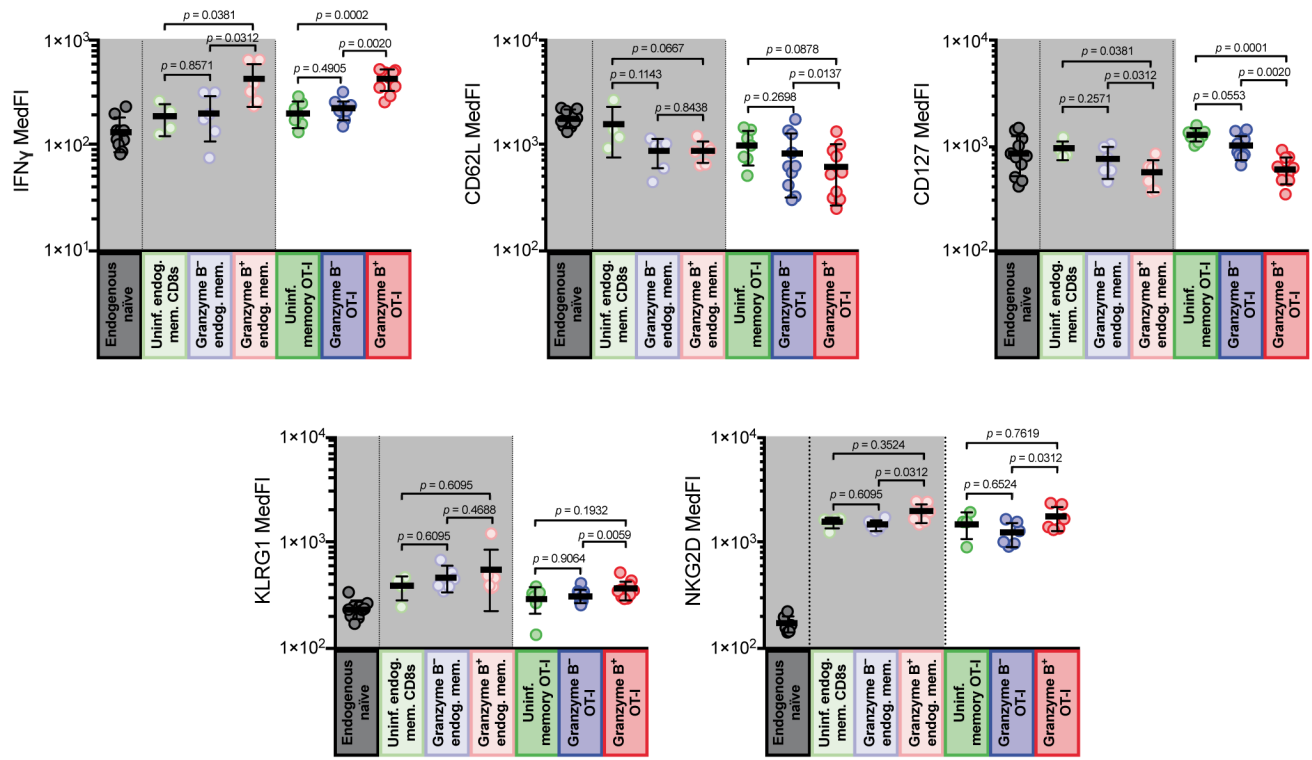 IFNγ MedFI
1×10³
1×10²
1×10¹
p = 0.0381
p = 0.0312
p = 0.8571
p = 0.0002
p = 0.0020
p = 0.4905
Endogenous
naïve
Uninf. endog.
mem. CD8s
Granzyme B⁻
endog. mem.
Granzyme B⁺
endog. mem.
Uninf.
memory OT-I
Granzyme B⁻
OT-I
Granzyme B⁺
OT-I
CD62L MedFI
1×10⁴
1×10³
1×10²
p = 0.0667
p = 0.1143
p = 0.8438
p = 0.0878
p = 0.0137
p = 0.2698
Endogenous
naïve
Uninf. endog.
mem. CD8s
Granzyme B⁻
endog. mem.
Granzyme B⁺
endog. mem.
Uninf.
memory OT-I
Granzyme B⁻
OT-I
Granzyme B⁺
OT-I
CD127 MedFI
1×10⁴
1×10³
1×10²
p = 0.0381
p = 0.0312
p = 0.2571
p = 0.0001
p = 0.0020
p = 0.0553
Endogenous
naïve
Uninf. endog.
mem. CD8s
Granzyme B⁻
endog. mem.
Granzyme B⁺
endog. mem.
Uninf.
memory OT-I
Granzyme B⁻
OT-I
Granzyme B⁺
OT-I
KLRG1 MedFI
1×10⁴
1×10³
1×10²
p = 0.6095
p = 0.4688
p = 0.6095
p = 0.1932
p = 0.0059
p = 0.9064
Endogenous
naïve
Uninf. endog.
mem. CD8s
Granzyme B⁻
endog. mem.
Granzyme B⁺
endog. mem.
Uninf.
memory OT-I
Granzyme B⁻
OT-I
Granzyme B⁺
OT-I
NKG2D MedFI
1×10⁴
1×10³
1×10²
p = 0.3524
p = 0.0312
p = 0.6095
p = 0.7619
p = 0.0312
p = 0.6524
Endogenous
naïve
Uninf. endog.
mem. CD8s
Granzyme B⁻
endog. mem.
Granzyme B⁺
endog. mem.
Uninf.
memory OT-I
Granzyme B⁻
OT-I
Granzyme B⁺
OT-I